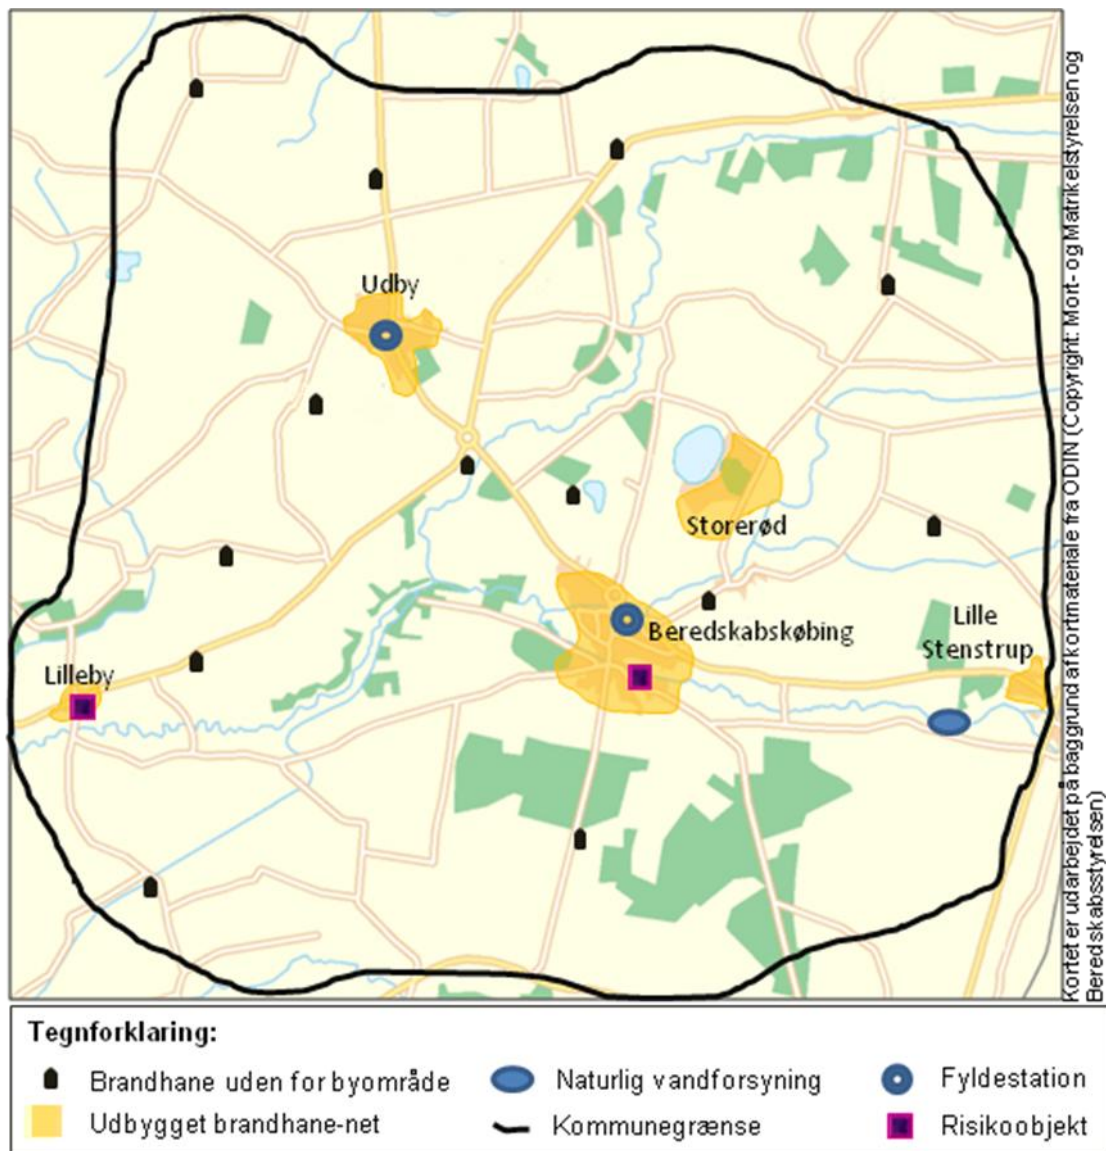 Udby
Storerød
Beredskabskøbing
Lille
Stenstrup
Lilleby
Kortet er udarbejdet på baggrund af kortmateriale fra ODIN (Copyright: Mort- og Matrikelstyrelsen og
Beredskabsstyrelsen)
Tegnforklaring:
Brandhane uden for byområde
Naturlig vandforsyning
Fyldestation
Udbygget brandhane-net
Kommunegrænse
Risikoobjekt